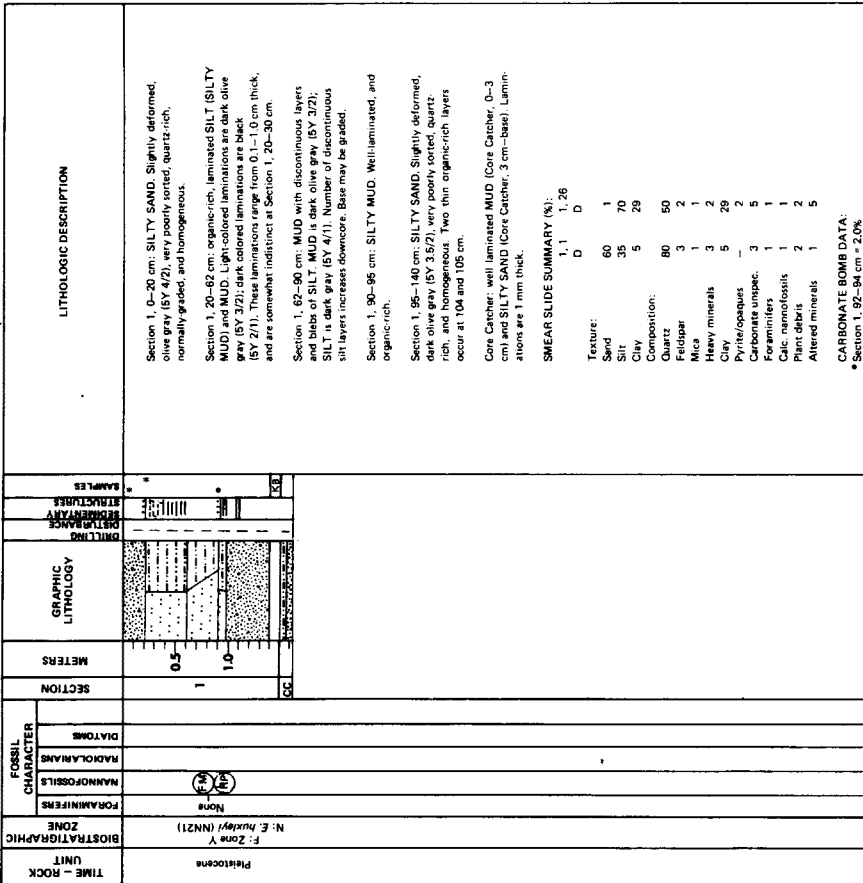 TIME – ROCK
UNIT
BIOSTRATIGRAPHIC
ZONE
FOSSIL
CHARACTER
FORAMINIFERS
NANNOFOSSILS
RADIOLARIANS
DIATOMS
SECTION
METERS
GRAPHIC
LITHOLOGY
DRILLING
DISTURBANCE
SEDIMENTARY
STRUCTURES
SAMPLES
LITHOLOGIC DESCRIPTION
Pleistocene
F: Zone Y
N: E. huxleyi (NN21)
None
FM
RP
1
CC
0.5
1.0
*
*
*
KB
Section 1, 0–20 cm: SILTY SAND. Slightly deformed,
olive gray (5Y 4/2), very poorly sorted, quartz-rich,
normally-graded, and homogeneous.
Section 1, 20–62 cm: organic-rich, laminated SILT (SILTY
MUD) and MUD. Light-colored laminations are dark olive
gray (5Y 3/2); dark colored laminations are black
(5Y 2/1). These laminations range from 0.1–1.0 cm thick,
and are somewhat indistinct at Section 1, 20–30 cm.
Section 1, 62–90 cm: MUD with discontinuous layers
and blebs of SILT. MUD is dark olive gray (5Y 3/2);
SILT is dark gray (5Y 4/1). Number of discontinuous
silt layers increases downcore. Base may be graded.
Section 1, 90–95 cm: SILTY MUD. Well-laminated, and
organic-rich.
Section 1, 95–140 cm: SILTY SAND. Slightly deformed,
dark olive gray (5Y 3.5/2), very poorly sorted, quartz-
rich, and homogeneous. Two thin organic-rich layers
occur at 104 and 105 cm.
Core Catcher: well laminated MUD (Core Catcher, 0–3
cm) and SILTY SAND (Core Catcher, 3 cm–base). Lamin-
ations are 1 mm thick.
SMEAR SLIDE SUMMARY (%):
1, 1 1, 26
D D
Texture:
Sand 60 1
Silt 35 70
Clay 5 29
Composition:
Quartz 80 50
Feldspar 3 2
Mica 1 1
Heavy minerals 3 2
Clay 5 29
Pyrite/opaques – 2
Carbonate unspec. 3 5
Foraminifers 1 1
Calc. nannofossils 1 1
Plant debris 2 2
Altered minerals 1 5
CARBONATE BOMB DATA:
• Section 1, 92–94 cm = 2.0%